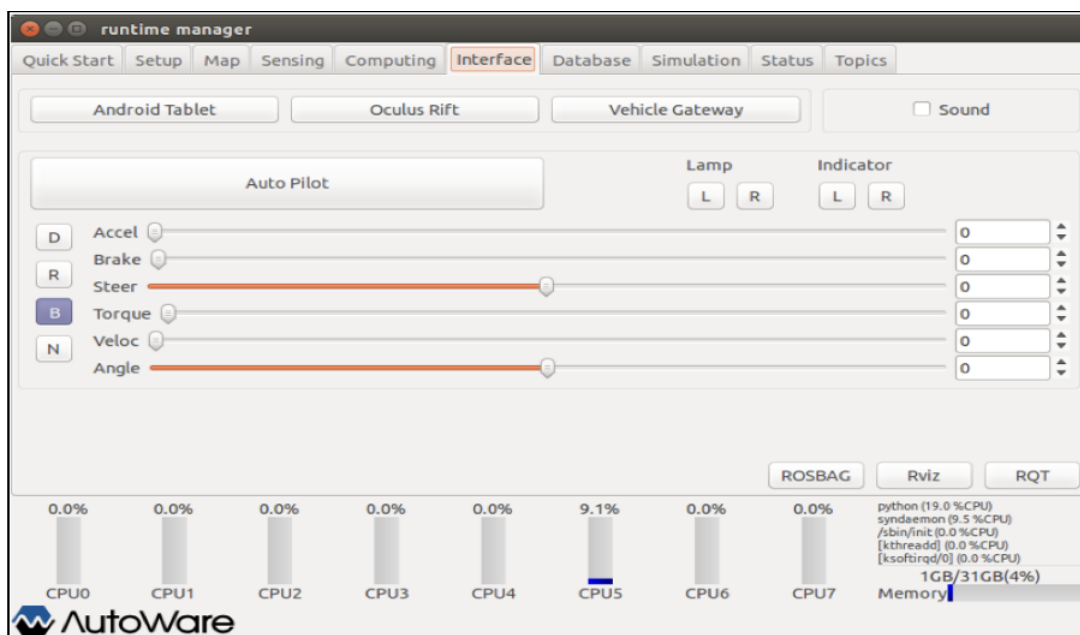 runtime manager
Quick Start Setup Map Sensing Computing Interface Database Simulation Status Topics
Android Tablet Oculus Rift Vehicle Gateway Sound
Lamp Indicator
Auto Pilot L R L R
D Accel 0
Brake 0
R Steer 0
B Torque 0
N Veloc 0
Angle 0
ROSBAG Rviz RQT
0.0% 0.0% 0.0% 0.0% 0.0% 9.1% 0.0% 0.0%
python (19.0 %CPU)
syndaemon (9.5 %CPU)
/sbin/init (0.0 %CPU)
[kthreadd] (0.0 %CPU)
[ksoftirqd/0] (0.0 %CPU)
1GB/31GB(4%)
CPU0 CPU1 CPU2 CPU3 CPU4 CPU5 CPU6 CPU7 Memory
AutoWare